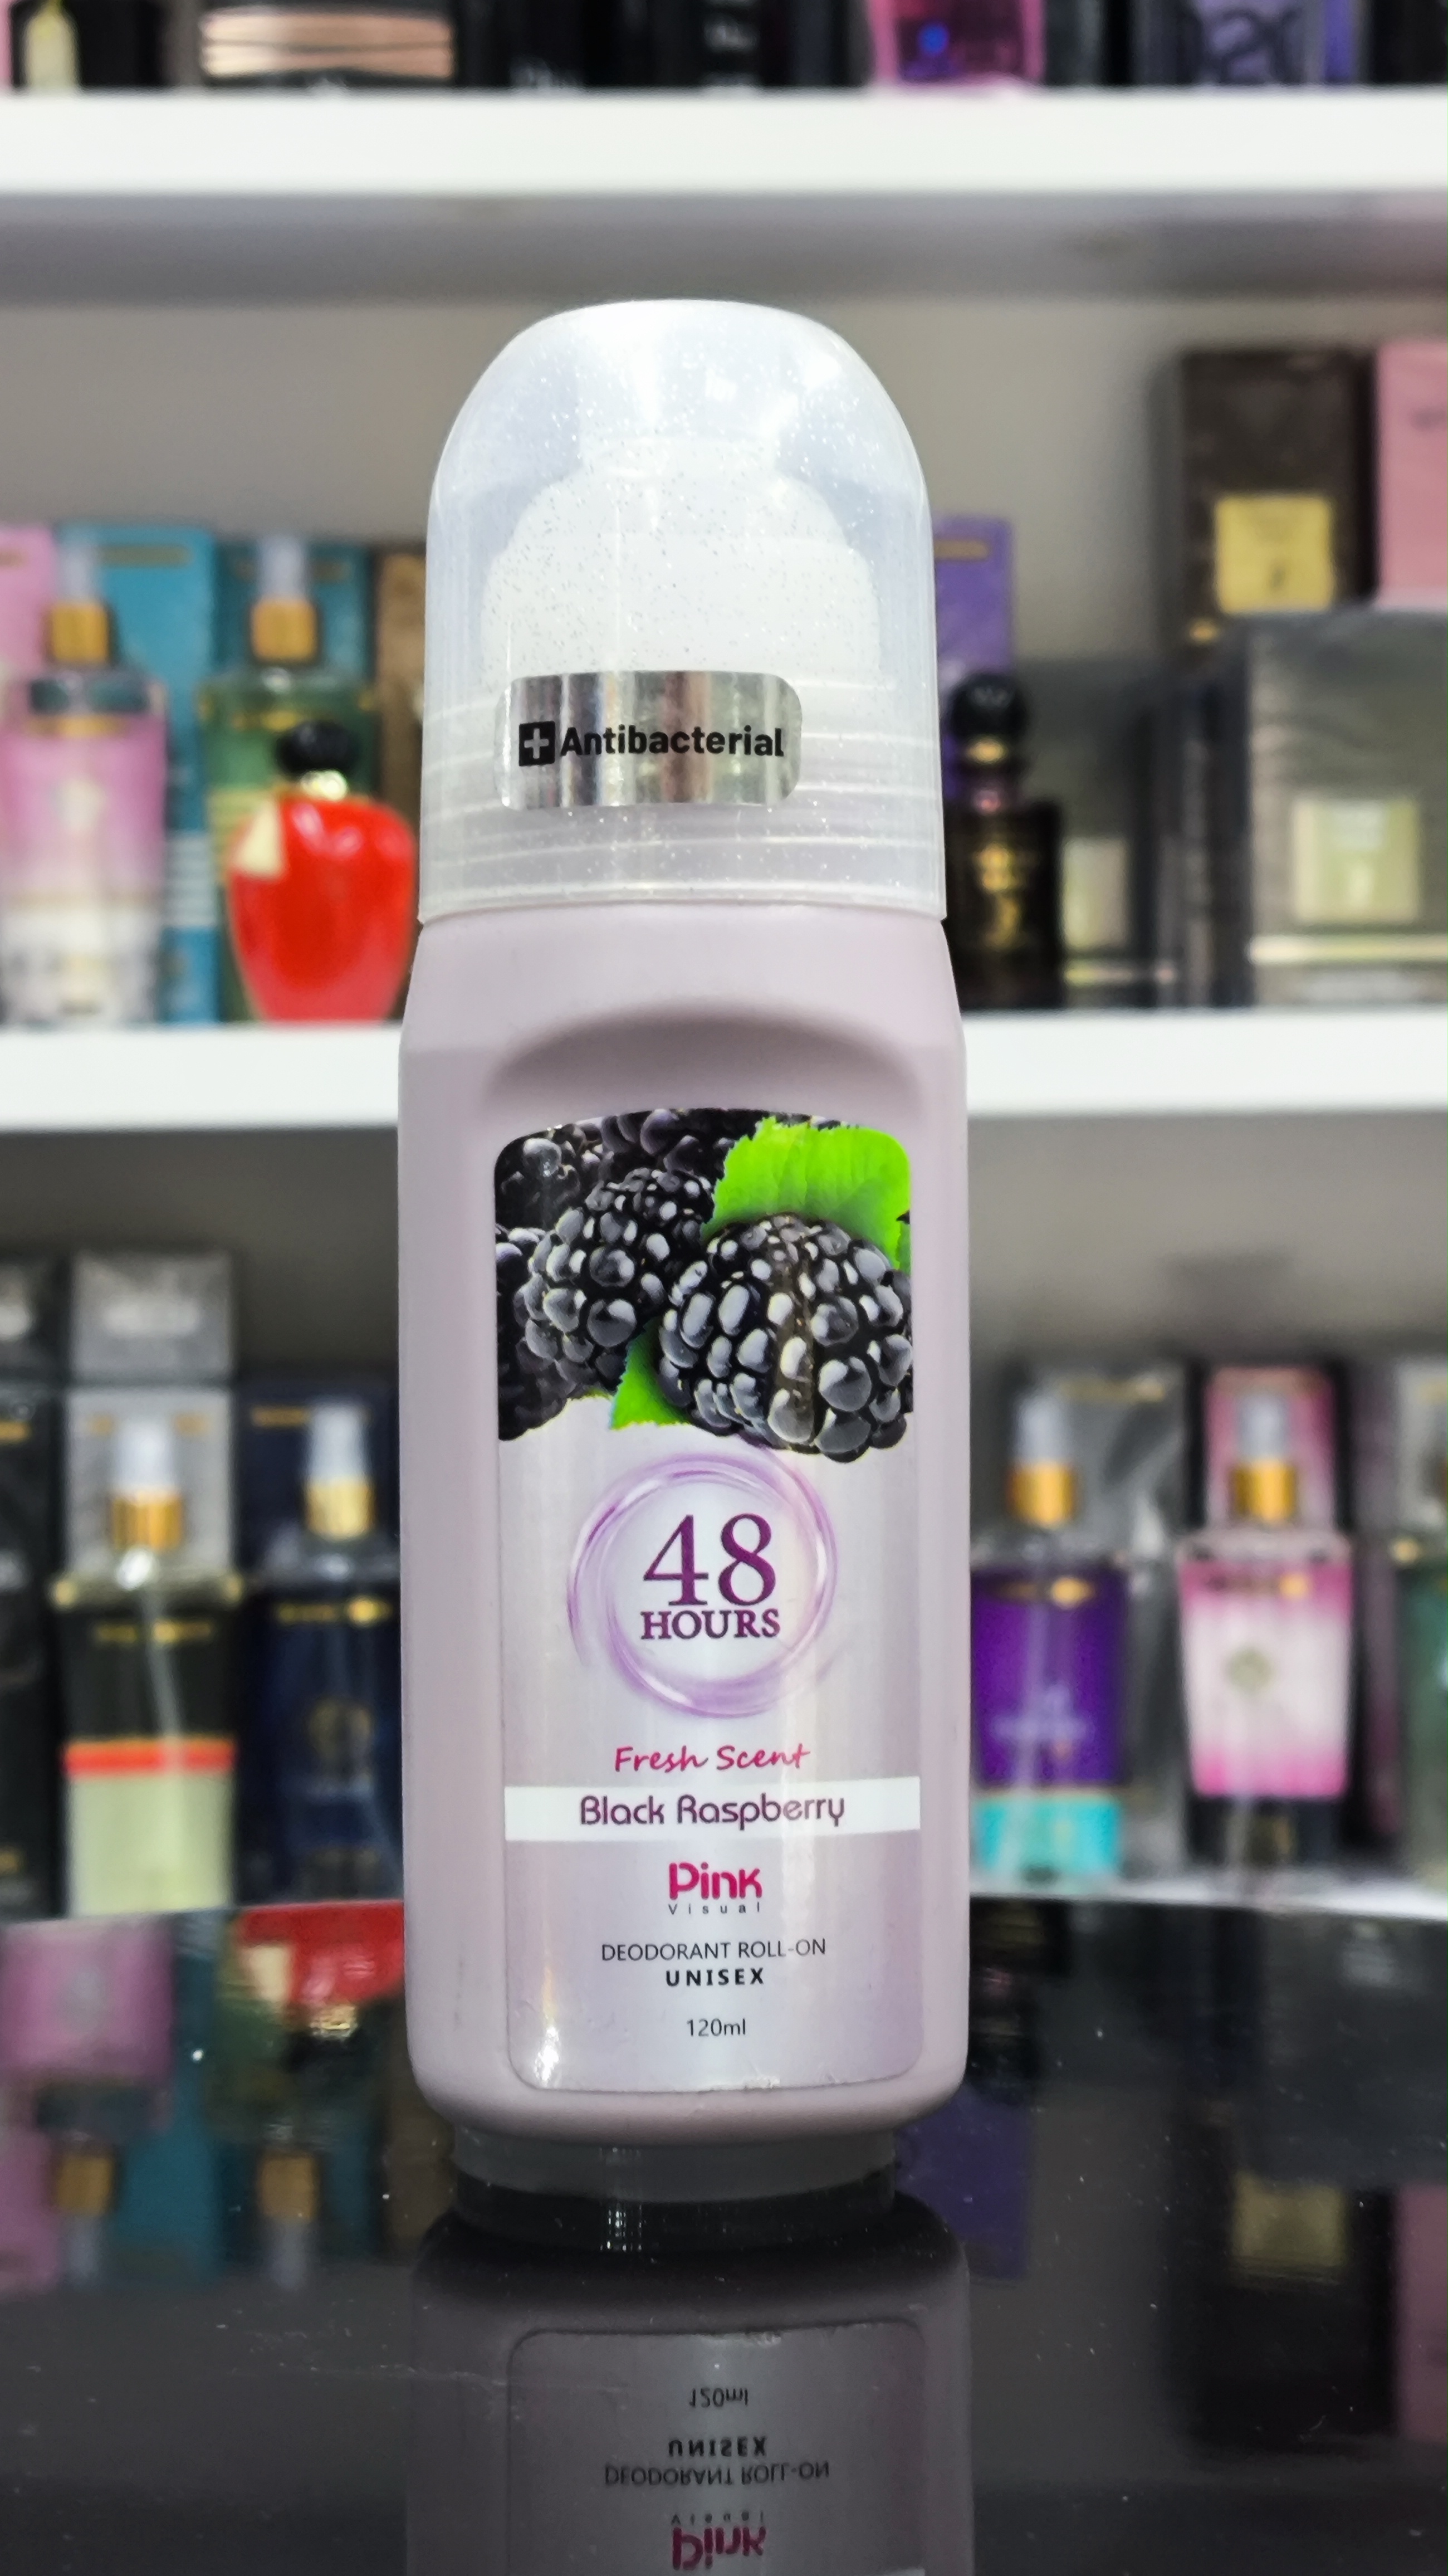 Antibacterial
48
HOURS
Fresh Scent
Black Raspberry
Pink
Visual
DEODORANT ROLL-ON
UNISEX
120ml